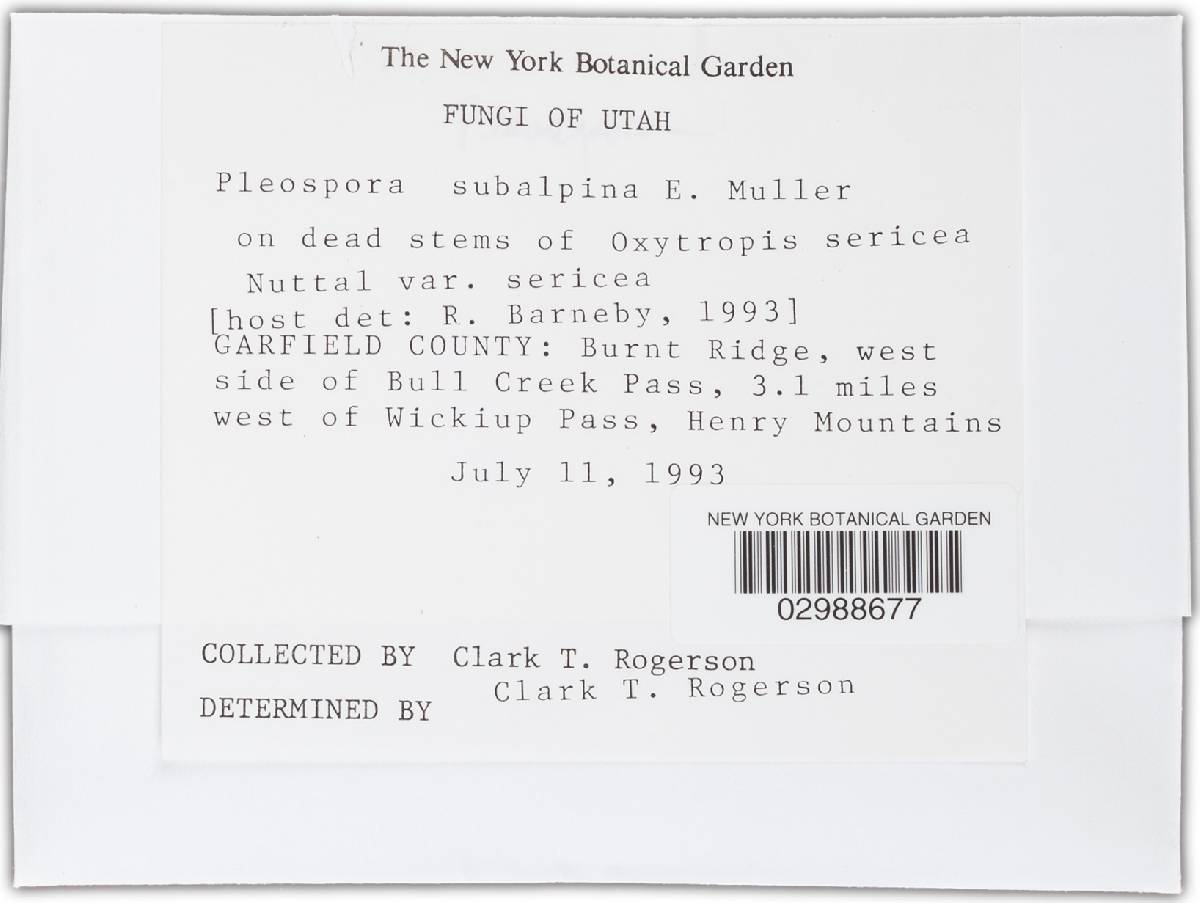 The New York Botanical Garden
FUNGI OF UTAH
Pleospora subalpina E. Muller
on dead stems of Oxytropis sericea
Nuttal var. sericea
[host det: R. Barneby, 1993]
GARFIELD COUNTY: Burnt Ridge, west
side of Bull Creek Pass, 3.1 miles
west of Wickiup Pass, Henry Mountains
July 11, 1993
NEW YORK BOTANICAL GARDEN
02988677
COLLECTED BY Clark T. Rogerson
Clark T. Rogerson
DETERMINED BY